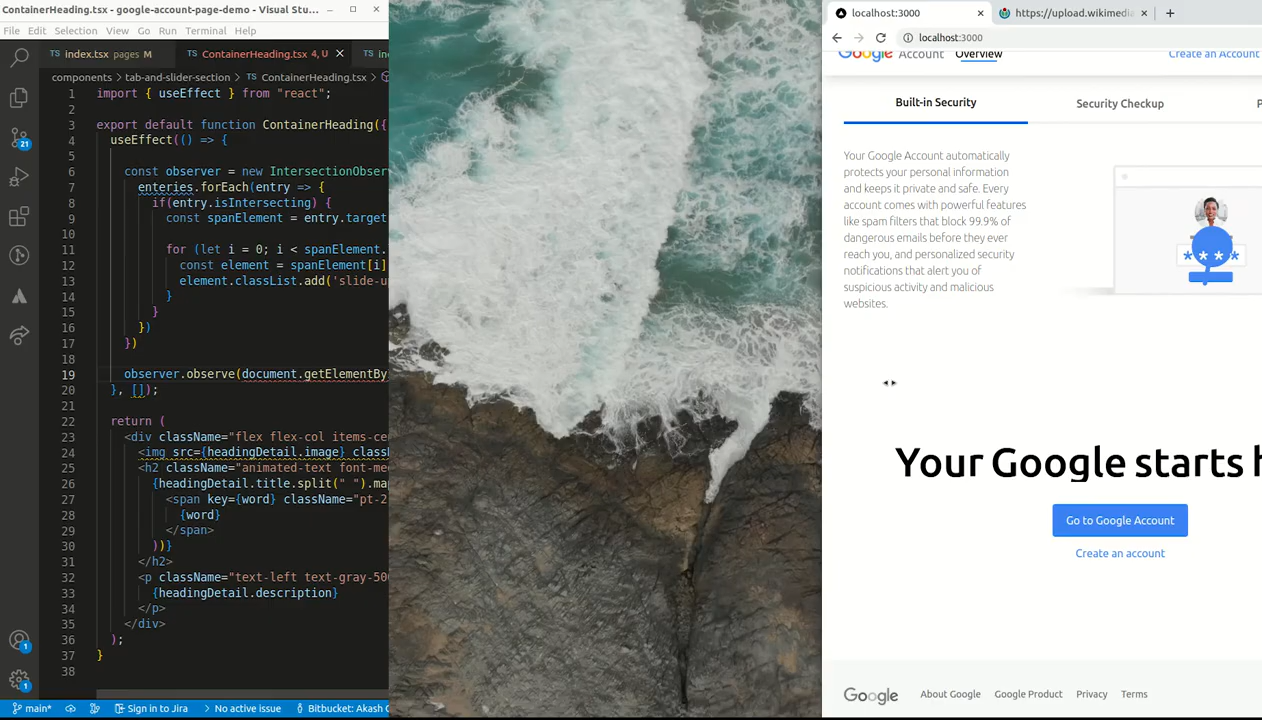 ContainerHeading.tsx - google-account-page-demo - Visual Stu...
File Edit Selection View Go Run Terminal Help
index.tsx pages M
ContainerHeading.tsx 4, U
components > tab-and-slider-section > ContainerHeading.tsx >
1 import { useEffect } from "react";
2
3 export default function ContainerHeading({
4 useEffect(() => {
5
6 const observer = new IntersectionObser
7 enteries.forEach(entry => {
8 if(entry.isIntersecting) {
9 const spanElement = entry.target
10
11 for (let i = 0; i < spanElement.
12 const element = spanElement[i]
13 element.classList.add('slide-u
14 }
15 }
16 })
17 })
18
19 observer.observe(document.getElementBy
20 }, []);
21
22 return (
23 <div className="flex flex-col items-ce
24 <img src={headingDetail.image} class
25 <h2 className="animated-text font-me
26 {headingDetail.title.split(" ").ma
27 <span key={word} className="pt-2
28 {word}
29 </span>
30 ))}
31 </h2>
32 <p className="text-left text-gray-50
33 {headingDetail.description}
34 </p>
35 </div>
36 );
37 }
38
21
1
1
main*
Sign in to Jira
No active issue
Bitbucket: Akash
localhost:3000
https://upload.wikimedia
localhost:3000
Google Account Overview Create an Account
Built-in Security
Security Checkup
P
Your Google Account automatically
protects your personal information
and keeps it private and safe. Every
account comes with powerful features
like spam filters that block 99.9% of
dangerous emails before they ever
reach you, and personalized security
notifications that alert you of
suspicious activity and malicious
websites.
* * * *
Your Google starts h
Go to Google Account
Create an account
Google About Google Google Product Privacy Terms